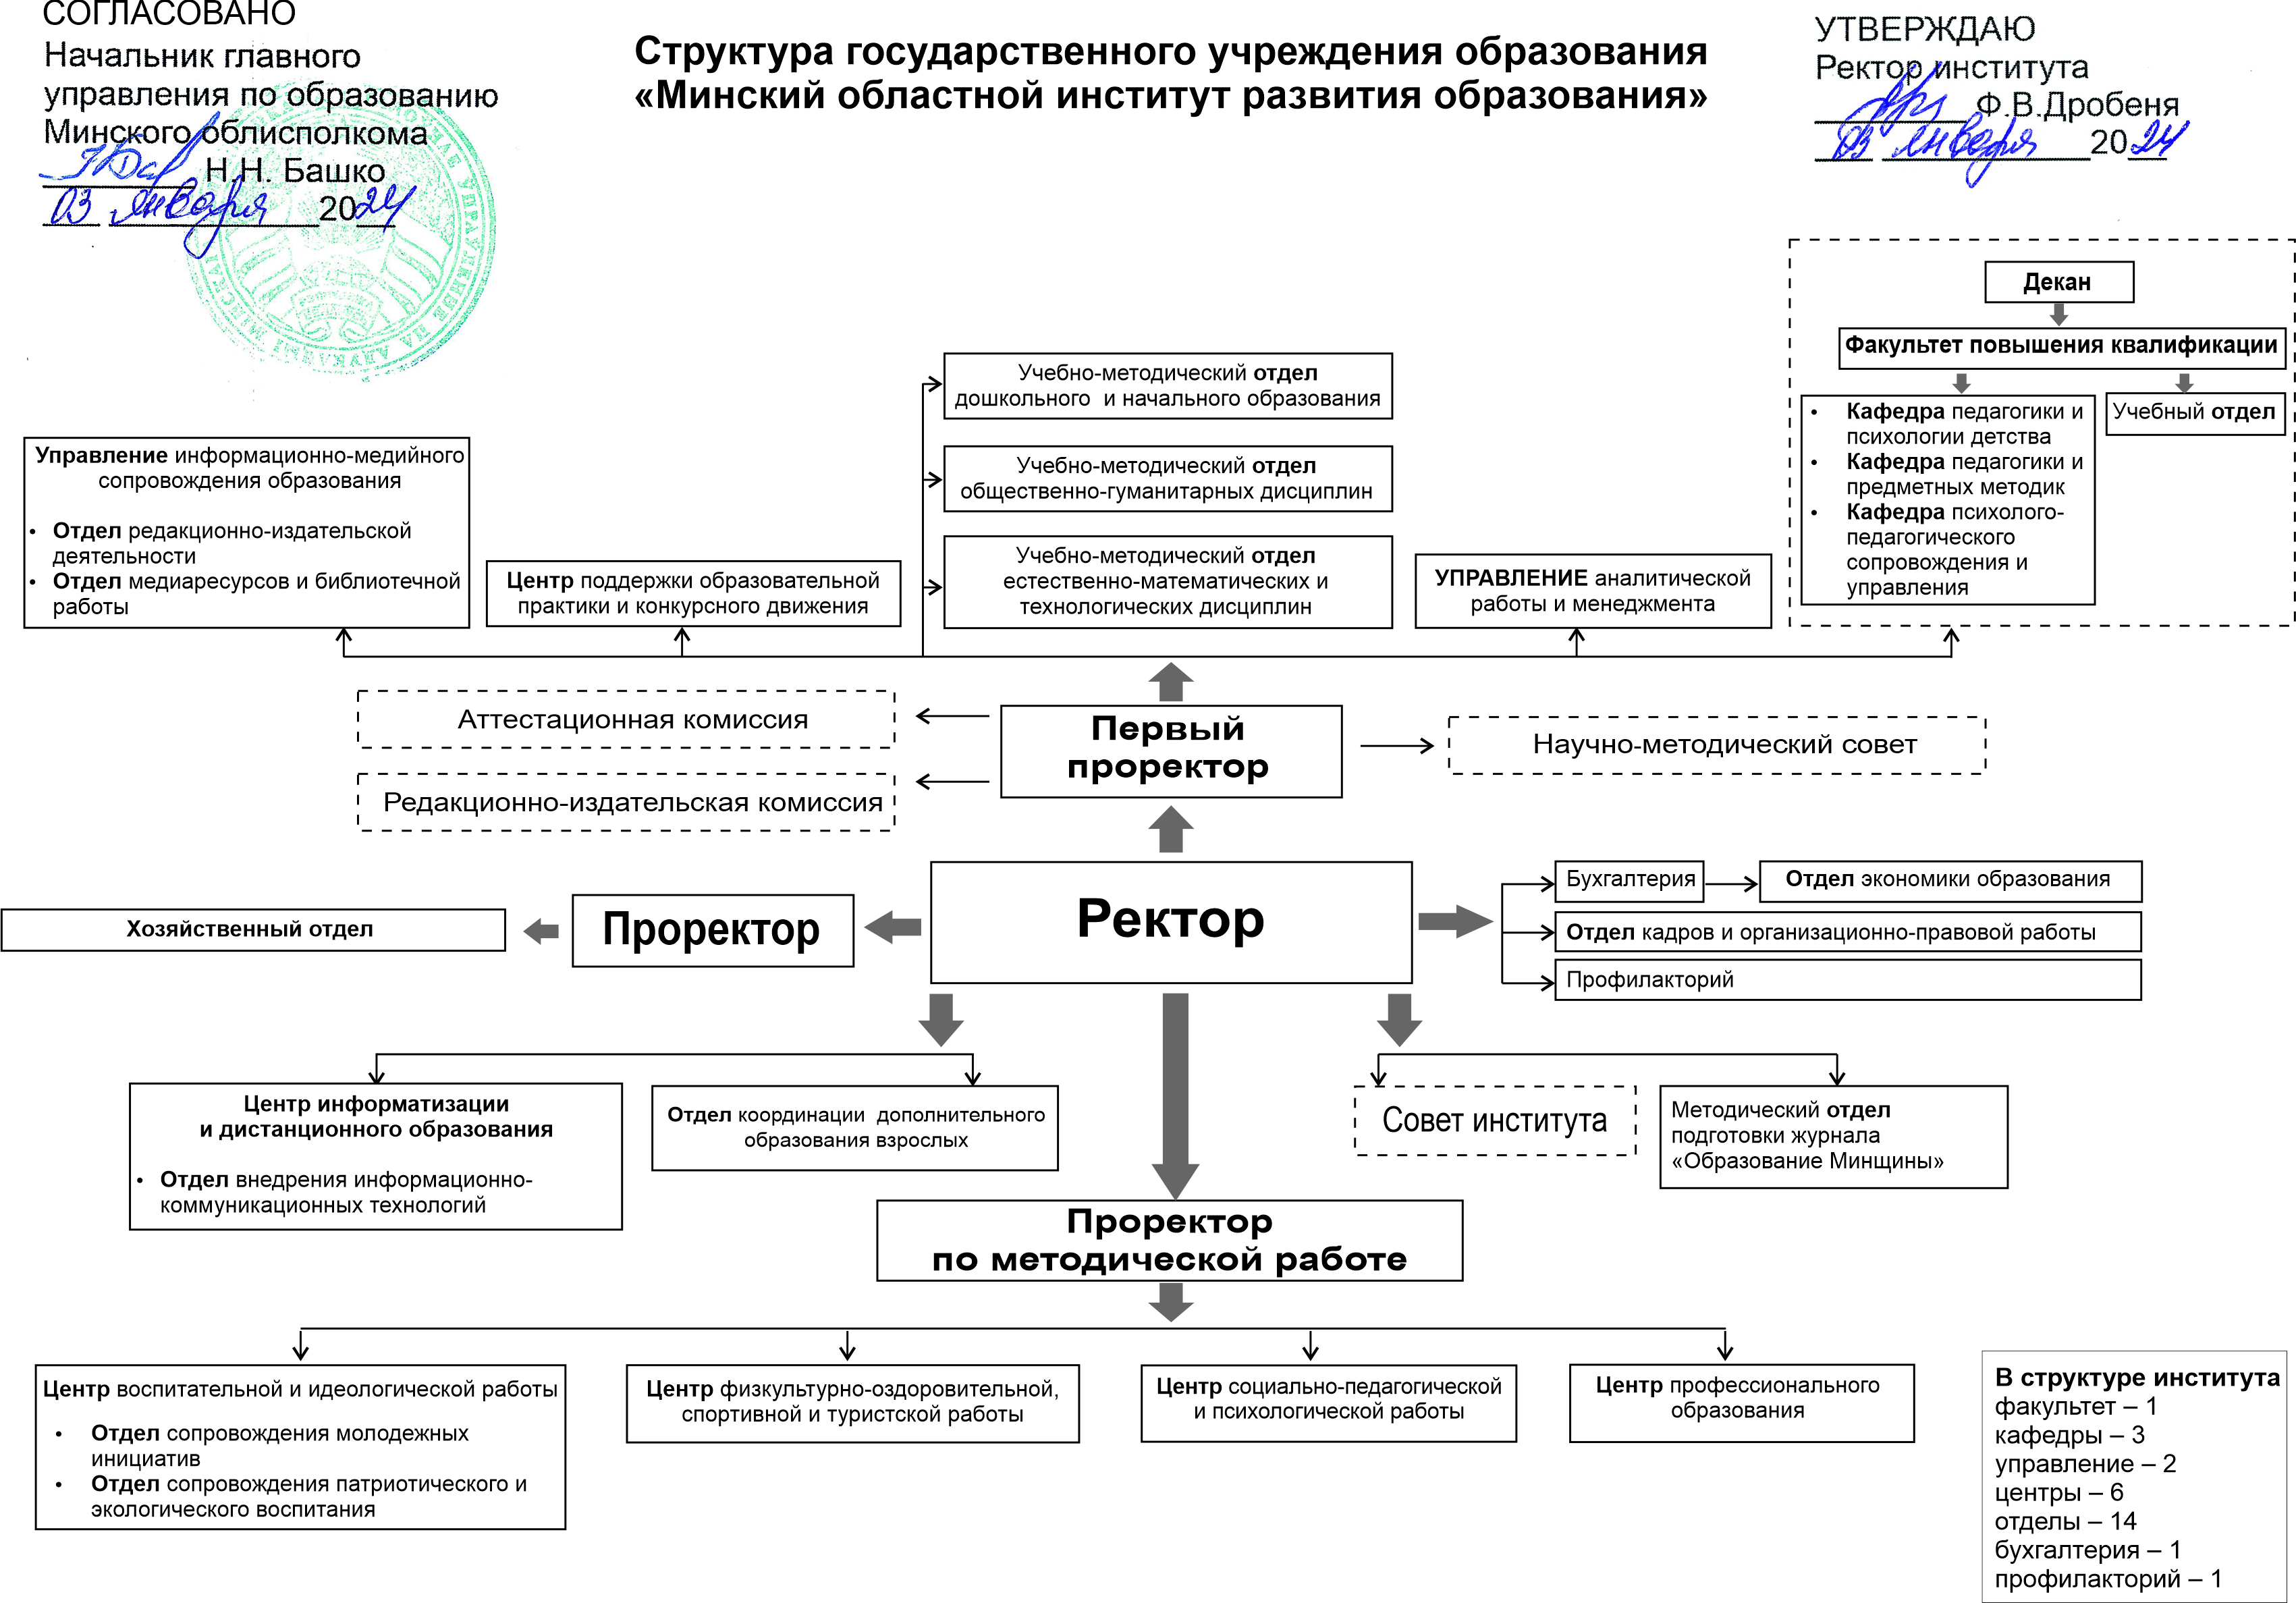 СОГЛАСОВАНО
Начальник главного
управления по образованию
Минского облисполкома
Н.Н. Башко
03 января 2024
Структура государственного учреждения образования
«Минский областной институт развития образования»
УТВЕРЖДАЮ
Ректор института
Ф.В.Дробеня
03 января 2024
Декан
Факультет повышения квалификации
• Кафедра педагогики и
психологии детства
• Кафедра педагогики и
предметных методик
• Кафедра психолого-
педагогического
сопровождения и
управления
Учебный отдел
Учебно-методический отдел
дошкольного и начального образования
Учебно-методический отдел
общественно-гуманитарных дисциплин
Учебно-методический отдел
естественно-математических и
технологических дисциплин
Управление информационно-медийного
сопровождения образования
• Отдел редакционно-издательской
деятельности
• Отдел медиаресурсов и библиотечной
работы
Центр поддержки образовательной
практики и конкурсного движения
УПРАВЛЕНИЕ аналитической
работы и менеджмента
Аттестационная комиссия
Редакционно-издательская комиссия
Первый
проректор
Научно-методический совет
Хозяйственный отдел
Проректор
Ректор
Бухгалтерия
Отдел экономики образования
Отдел кадров и организационно-правовой работы
Профилакторий
Центр информатизации
и дистанционного образования
• Отдел внедрения информационно-
коммуникационных технологий
Отдел координации дополнительного
образования взрослых
Совет института
Методический отдел
подготовки журнала
«Образование Минщины»
Проректор
по методической работе
Центр воспитательной и идеологической работы
• Отдел сопровождения молодежных
инициатив
• Отдел сопровождения патриотического и
экологического воспитания
Центр физкультурно-оздоровительной,
спортивной и туристской работы
Центр социально-педагогической
и психологической работы
Центр профессионального
образования
В структуре института
факультет – 1
кафедры – 3
управление – 2
центры – 6
отделы – 14
бухгалтерия – 1
профилакторий – 1